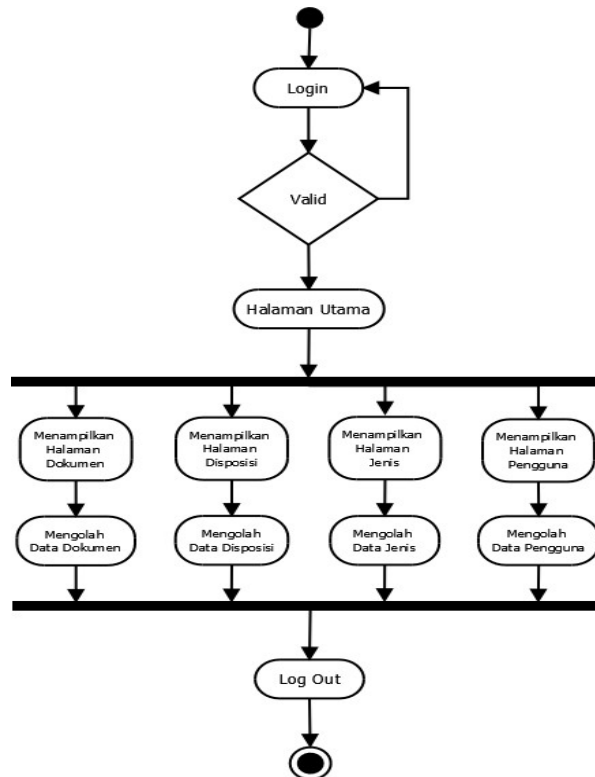 Login
Valid
Halaman Utama
Menampilkan
Halaman
Dokumen
Menampilkan
Halaman
Disposisi
Menampilkan
Halaman
Jenis
Menampilkan
Halaman
Pengguna
Mengolah
Data Dokumen
Mengolah
Data Disposisi
Mengolah
Data Jenis
Mengolah
Data Pengguna
Log Out